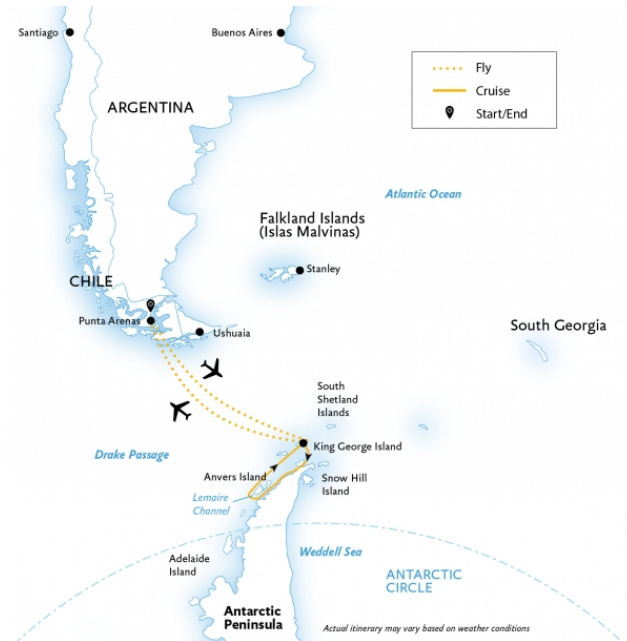 Santiago
Buenos Aires
Fly
Cruise
Start/End
ARGENTINA
Atlantic Ocean
Falkland Islands
(Islas Malvinas)
Stanley
CHILE
Punta Arenas
Ushuaia
South Georgia
South
Shetland
Islands
King George Island
Drake Passage
Anvers Island
Snow Hill
Island
Lemaire
Channel
Weddell Sea
Adelaide
Island
ANTARCTIC
CIRCLE
Antarctic
Peninsula
Actual itinerary may vary based on weather conditions